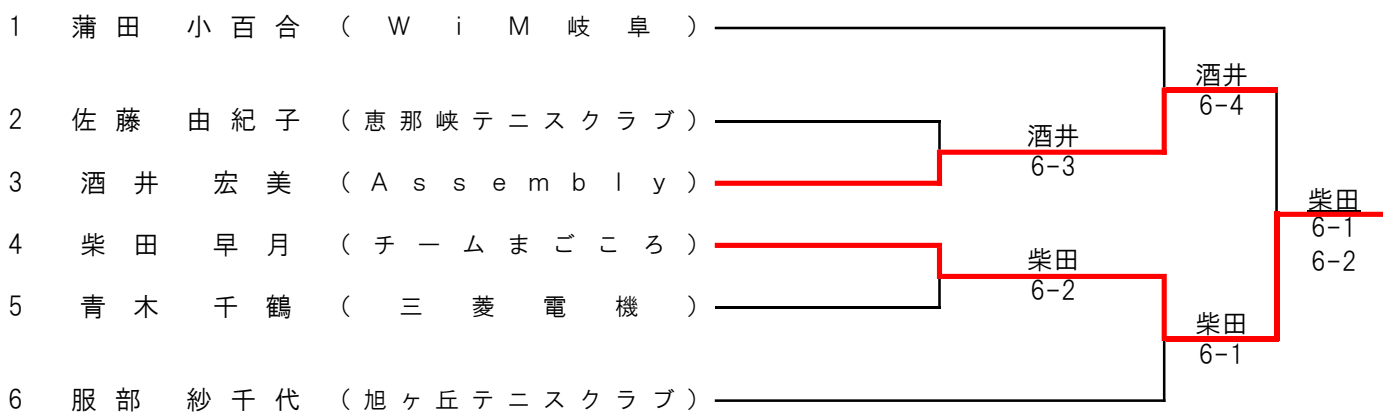 1 蒲田 小百合 (WiM岐阜)
酒井
6-4
2 佐藤 由紀子 (恵那峡テニスクラブ)
酒井
6-3
3 酒井 宏美 (Assembly)
柴田
6-1
6-2
4 柴田 早月 (チームまごころ)
柴田
6-2
5 青木 千鶴 (三菱電機)
柴田
6-1
6 服部 紗千代 (旭ヶ丘テニスクラブ)